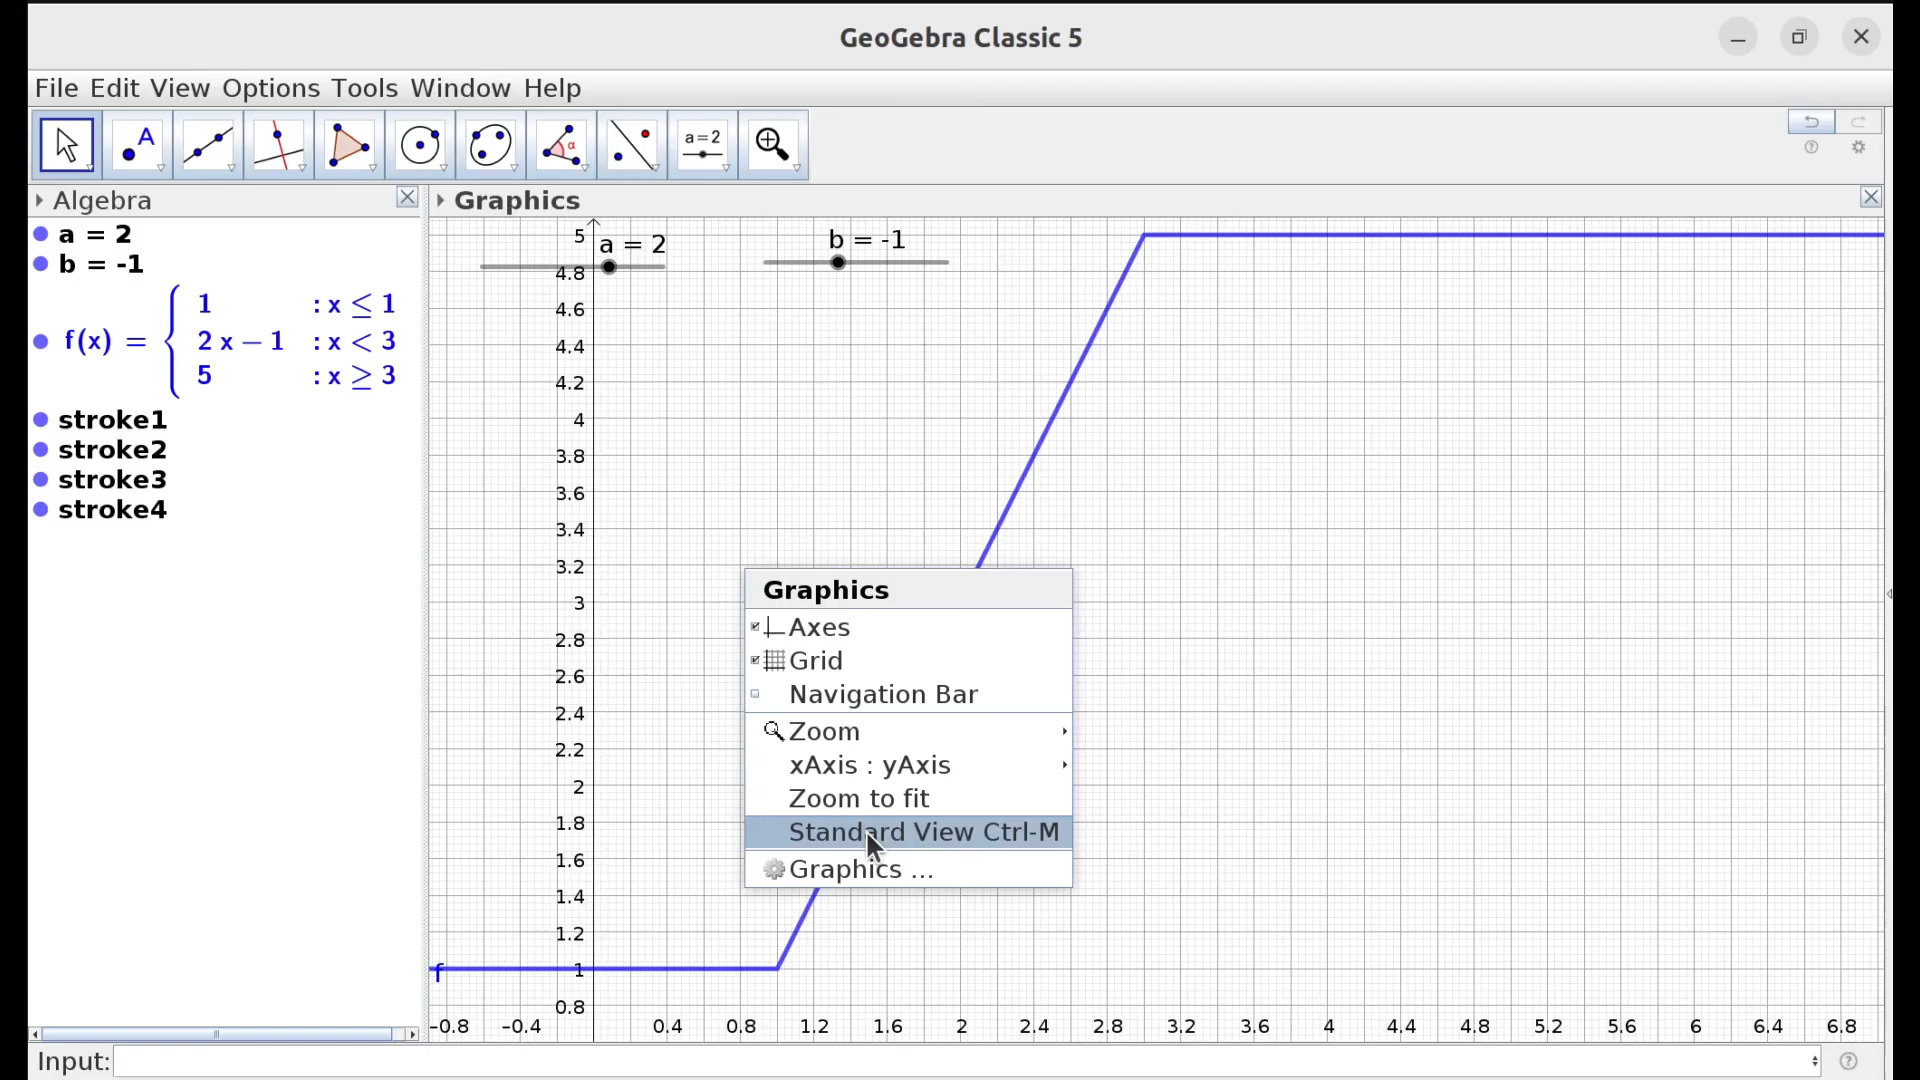 GeoGebra Classic 5
File Edit View Options Tools Window Help
A
α
a=2
Algebra
Graphics
a = 2
b = -1
f(x) = { 1 : x ≤ 1
2 x − 1 : x < 3
5 : x ≥ 3
stroke1
stroke2
stroke3
stroke4
a = 2
b = -1
5
4.8
4.6
4.4
4.2
4
3.8
3.6
3.4
3.2
3
2.8
2.6
2.4
2.2
2
1.8
1.6
1.4
1.2
1
0.8
f
−0.8 −0.4 0.4 0.8 1.2 1.6 2 2.4 2.8 3.2 3.6 4 4.4 4.8 5.2 5.6 6 6.4 6.8
Graphics
Axes
Grid
Navigation Bar
Zoom
xAxis : yAxis
Zoom to fit
Standard View Ctrl-M
Graphics ...
Input: